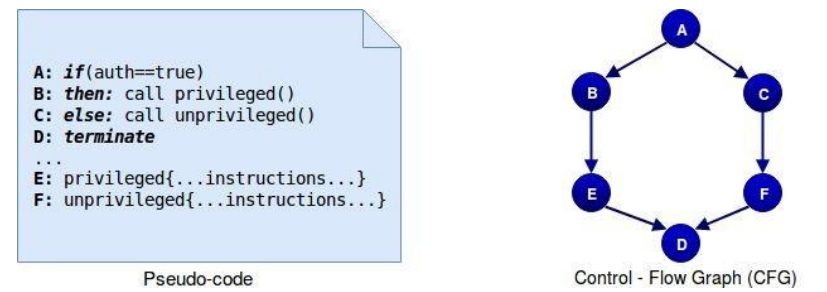 A: if(auth==true)
B: then: call privileged()
C: else: call unprivileged()
D: terminate
...
E: privileged{...instructions...}
F: unprivileged{...instructions...}
Pseudo-code
A
B
C
E
F
D
Control - Flow Graph (CFG)